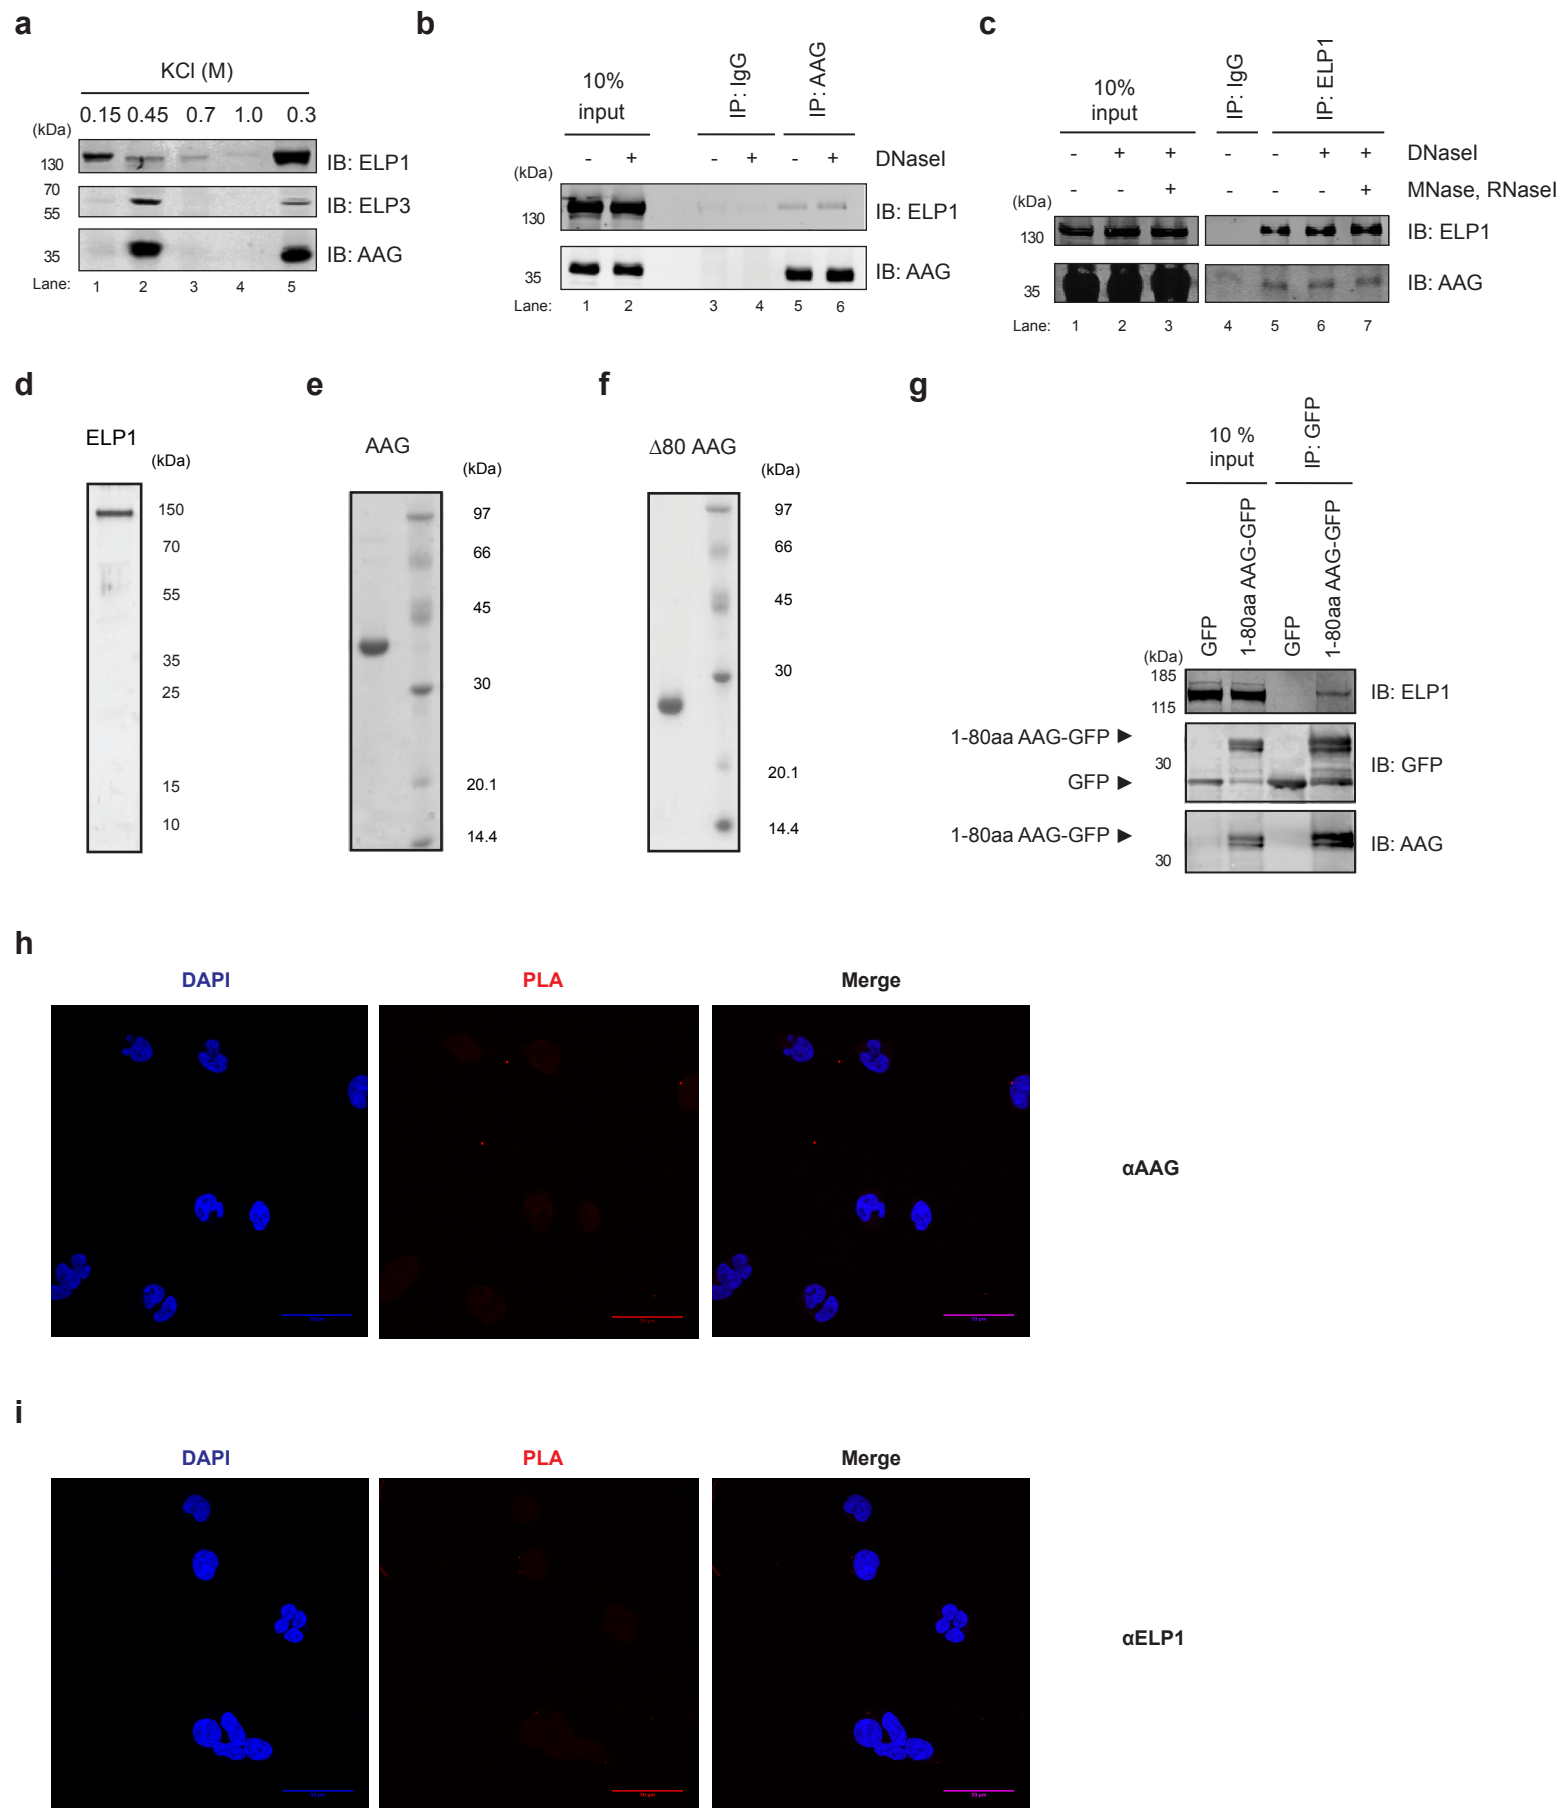 a
KCl (M)
0.15 0.45 0.7 1.0 0.3
(kDa)
130
IB: ELP1
70
55
IB: ELP3
35
IB: AAG
Lane: 1 2 3 4 5
b
10%
input
IP: IgG
IP: AAG
- + - + - + DNaseI
(kDa)
130
IB: ELP1
35
IB: AAG
Lane: 1 2 3 4 5 6
c
10%
input
IP: IgG
IP: ELP1
- + + - - + + DNaseI
- - + - - - + MNase, RNaseI
(kDa)
130
IB: ELP1
35
IB: AAG
Lane: 1 2 3 4 5 6 7
d
ELP1
(kDa)
150
70
55
35
25
15
10
e
AAG
(kDa)
97
66
45
30
20.1
14.4
f
Δ80 AAG
(kDa)
97
66
45
30
20.1
14.4
g
10 %
input
IP: GFP
GFP
1-80aa AAG-GFP
GFP
1-80aa AAG-GFP
(kDa)
185
115
IB: ELP1
1-80aa AAG-GFP ►
30
IB: GFP
GFP ►
1-80aa AAG-GFP ►
30
IB: AAG
h
DAPI PLA Merge
αAAG
i
DAPI PLA Merge
αELP1